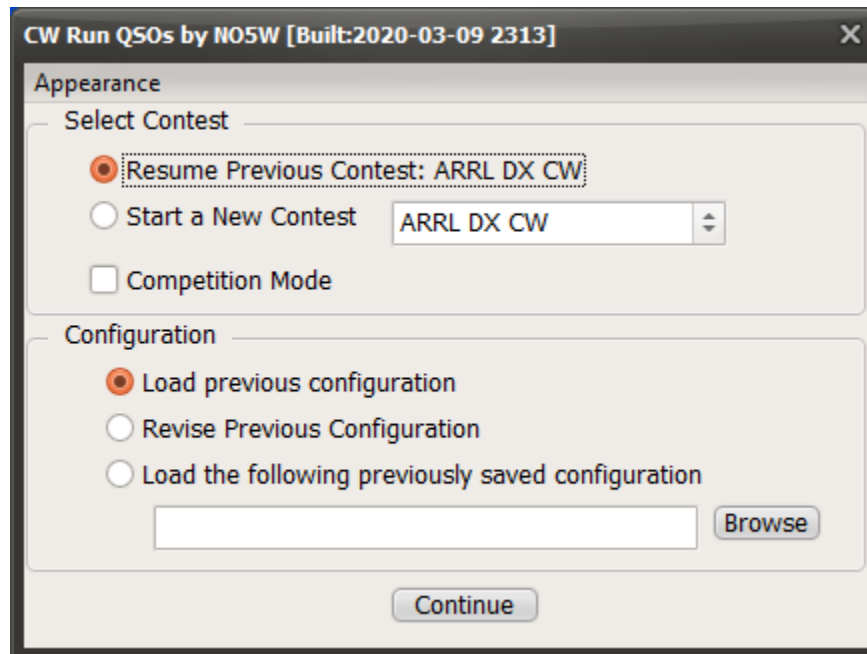 CW Run QSOs by NO5W [Built:2020-03-09 2313]
Appearance
Select Contest
Resume Previous Contest: ARRL DX CW
Start a New Contest ARRL DX CW
Competition Mode
Configuration
Load previous configuration
Revise Previous Configuration
Load the following previously saved configuration
Browse
Continue